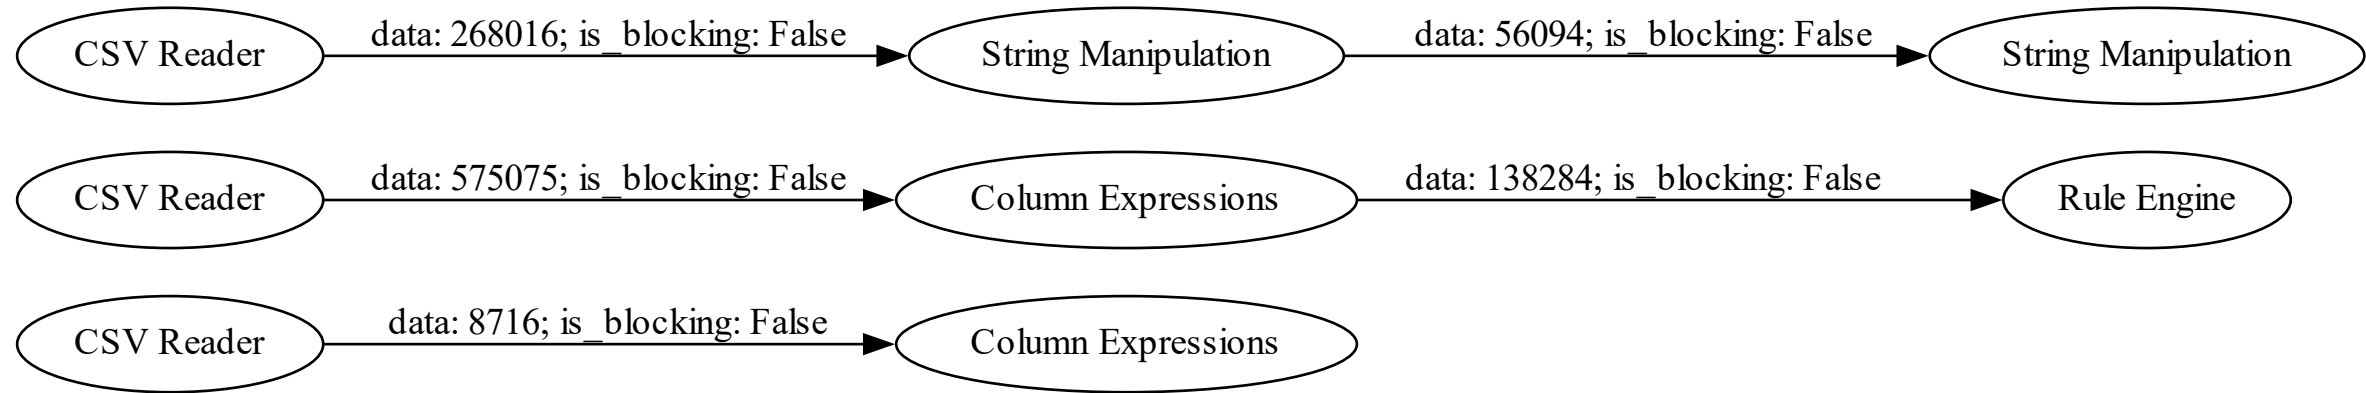 CSV Reader data: 268016; is_blocking: False String Manipulation data: 56094; is_blocking: False String Manipulation
CSV Reader data: 575075; is_blocking: False Column Expressions data: 138284; is_blocking: False Rule Engine
CSV Reader data: 8716; is_blocking: False Column Expressions